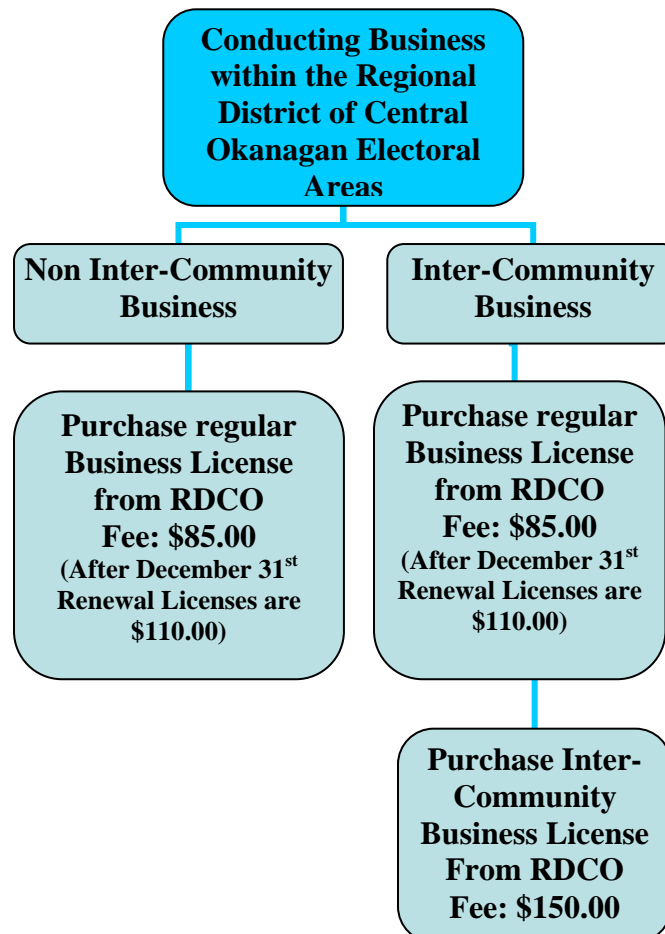 Conducting Business
within the Regional
District of Central
Okanagan Electoral
Areas
Non Inter-Community
Business
Inter-Community
Business
Purchase regular
Business License
from RDCO
Fee: $85.00
(After December 31st
Renewal Licenses are
$110.00)
Purchase regular
Business License
from RDCO
Fee: $85.00
(After December 31st
Renewal Licenses are
$110.00)
Purchase Inter-
Community
Business License
From RDCO
Fee: $150.00